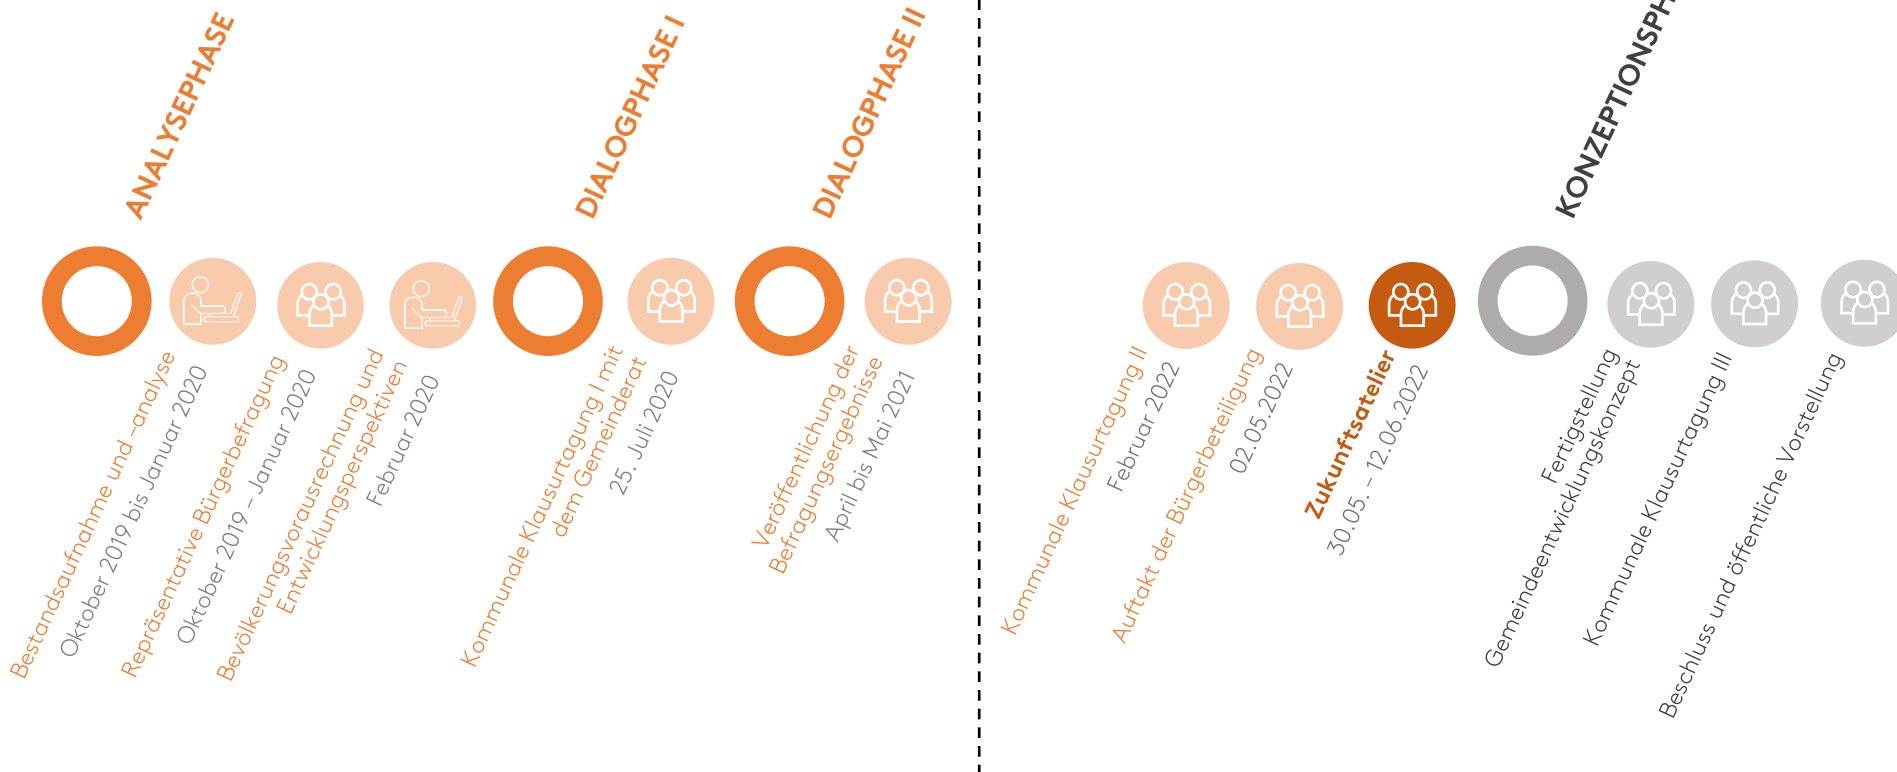 ANALYSEPHASE
Bestandsaufnahme und –analyse
Oktober 2019 bis Januar 2020
Repräsentative Bürgerbefragung
Oktober 2019 – Januar 2020
Bevölkerungsvorausrechnung und
Entwicklungsperspektiven
Februar 2020
DIALOGPHASE I
Kommunale Klausurtagung I mit
dem Gemeinderat
25. Juli 2020
DIALOGPHASE II
Veröffentlichung der
Befragungsergebnisse
April bis Mai 2021
Kommunale Klausurtagung II
Februar 2022
Auftakt der Bürgerbeteiligung
02.05.2022
Zukunftsatelier
30.05. – 12.06.2022
KONZEPTIONSPH
Fertigstellung
Gemeindeentwicklungskonzept
Kommunale Klausurtagung III
Beschluss und öffentliche Vorstellung